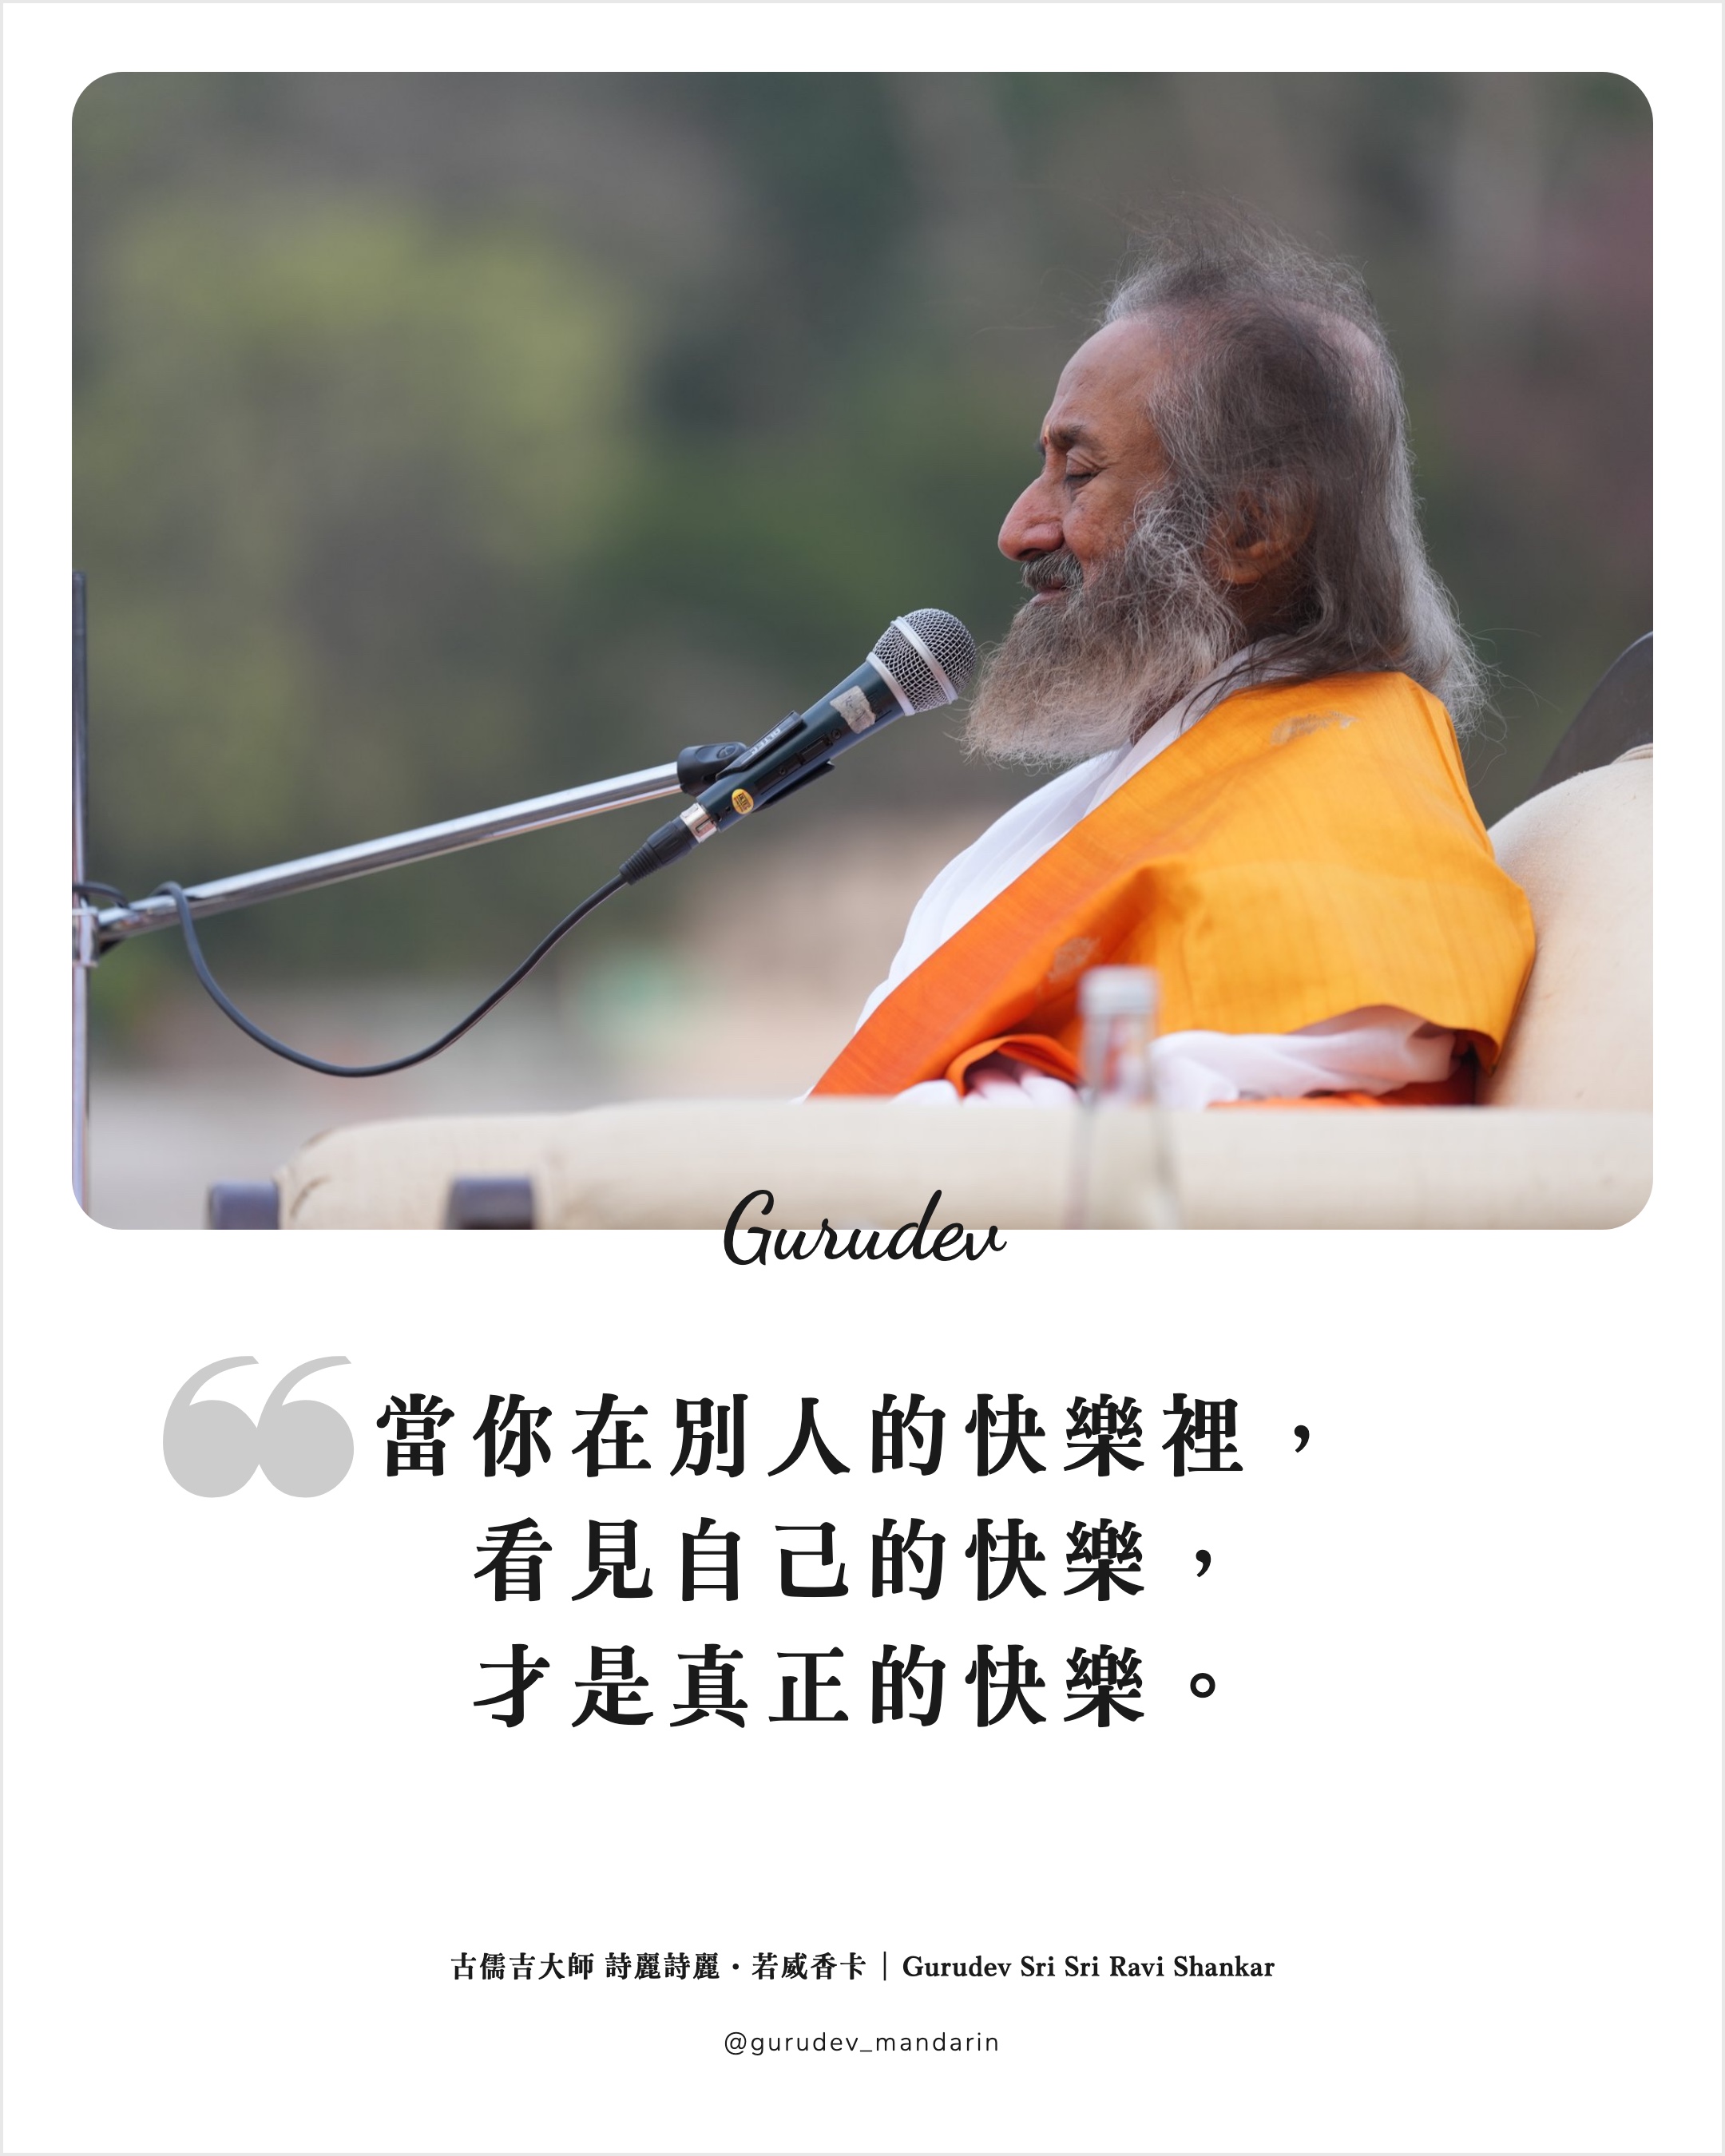 Gurudev
當你在別人的快樂裡，
看見自己的快樂，
才是真正的快樂。
古儒吉大師 詩麗詩麗·若威香卡｜Gurudev Sri Sri Ravi Shankar
@gurudev_mandarin